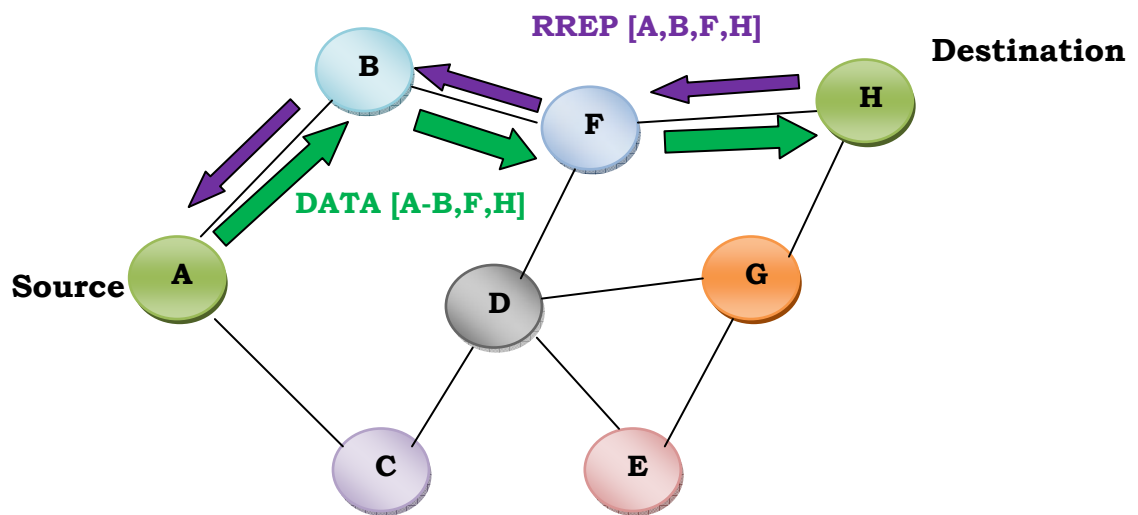 RREP [A,B,F,H]
Destination
B
H
F
DATA [A-B,F,H]
A
Source
G
D
C
E